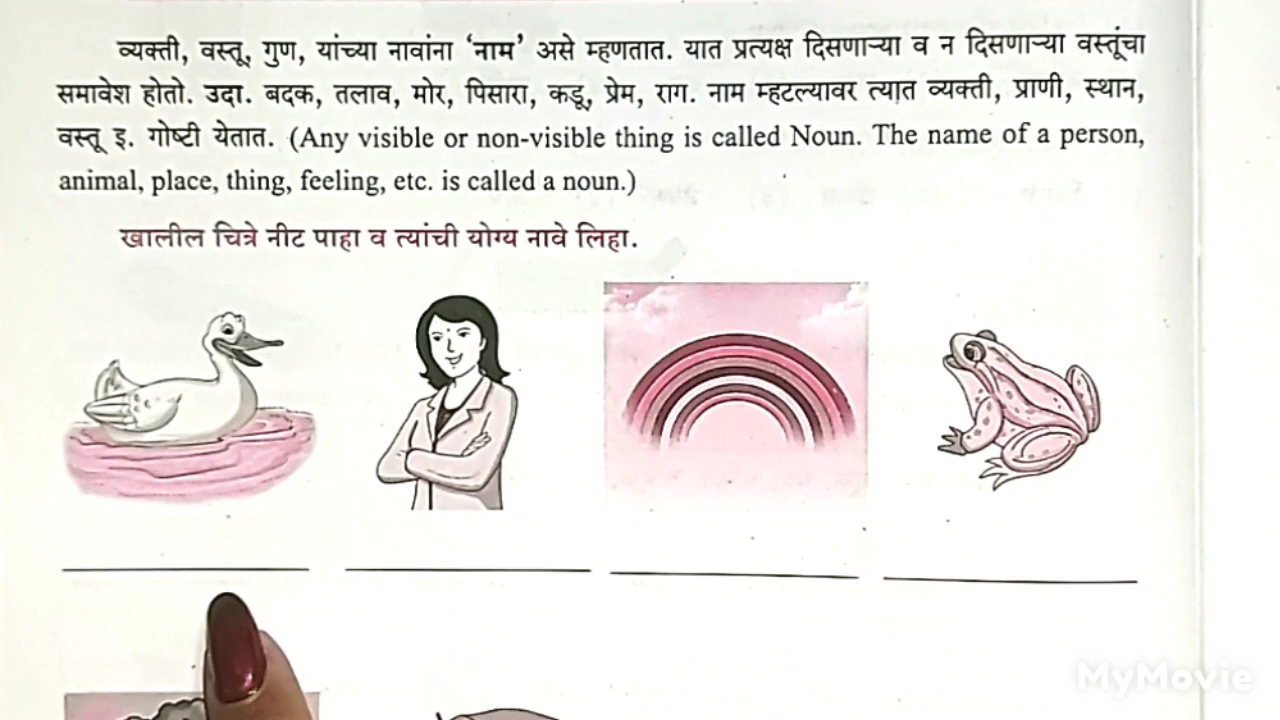 व्यक्ती, वस्तू, गुण, यांच्या नावांना ‘नाम’ असे म्हणतात. यात प्रत्यक्ष दिसणाऱ्या व न दिसणाऱ्या वस्तूंचा
समावेश होतो. उदा. बदक, तलाव, मोर, पिसारा, कडू, प्रेम, राग. नाम म्हटल्यावर त्यात व्यक्ती, प्राणी, स्थान,
वस्तू इ. गोष्टी येतात. (Any visible or non-visible thing is called Noun. The name of a person,
animal, place, thing, feeling, etc. is called a noun.)
खालील चित्रे नीट पाहा व त्यांची योग्य नावे लिहा.
MyMovie